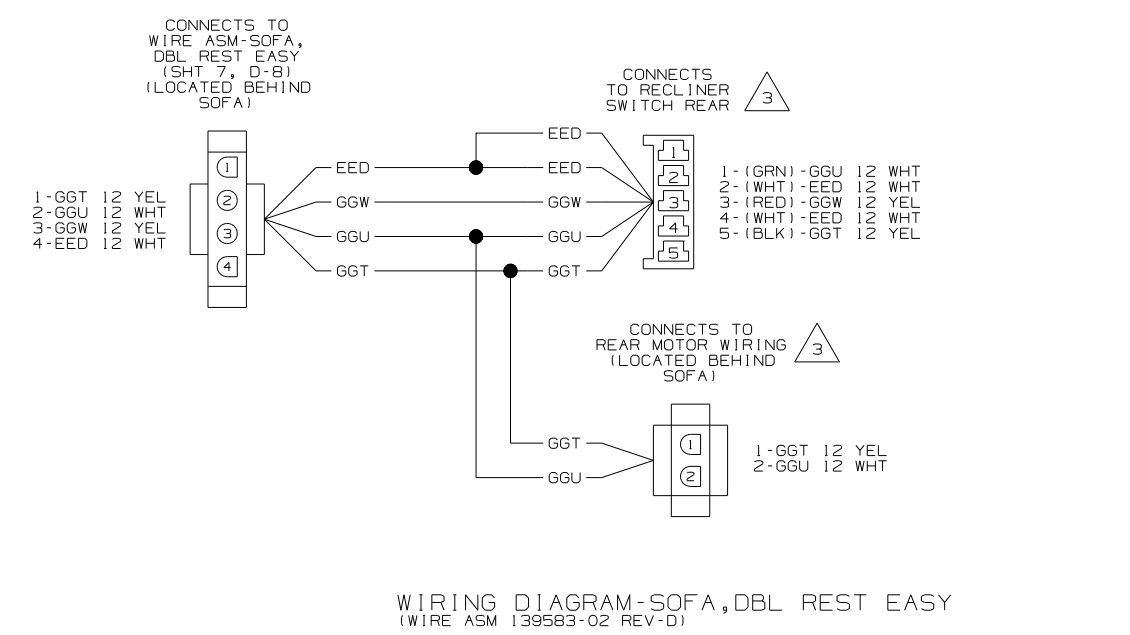 CONNECTS TO
WIRE ASM-SOFA,
DBL REST EASY
(SHT 7, D-8)
(LOCATED BEHIND
SOFA)
CONNECTS
TO RECLINER
SWITCH REAR
3
1
2
3
4
1-GGT 12 YEL
2-GGU 12 WHT
3-GGW 12 YEL
4-EED 12 WHT
EED
GGW
GGU
GGT
EED
EED
GGW
GGU
GGT
1
2
3
4
5
1-(GRN)-GGU 12 WHT
2-(WHT)-EED 12 WHT
3-(RED)-GGW 12 YEL
4-(WHT)-EED 12 WHT
5-(BLK)-GGT 12 YEL
CONNECTS TO
REAR MOTOR WIRING
(LOCATED BEHIND
SOFA)
3
GGT
GGU
1
2
1-GGT 12 YEL
2-GGU 12 WHT
WIRING DIAGRAM-SOFA,DBL REST EASY
(WIRE ASM 139583-02 REV-D)